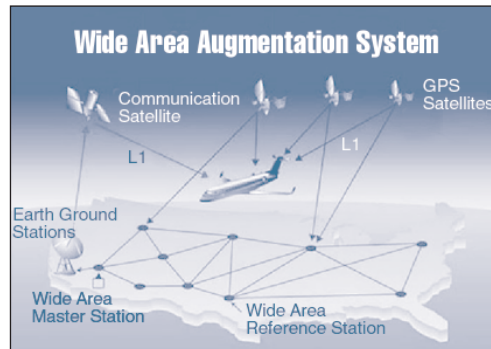 Wide Area Augmentation System
Communication
Satellite
GPS
Satellites
L1
L1
Earth Ground
Stations
Wide Area
Master Station
Wide Area
Reference Station